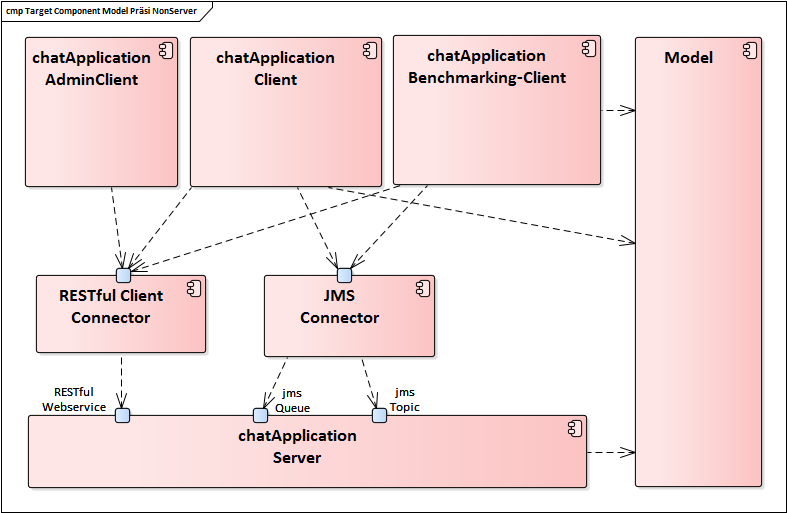 cmp Target Component Model Präsi NonServer
chatApplication
AdminClient
chatApplication
Client
chatApplication
Benchmarking-Client
Model
RESTful Client
Connector
JMS
Connector
RESTful
Webservice
jms
Queue
jms
Topic
chatApplication
Server